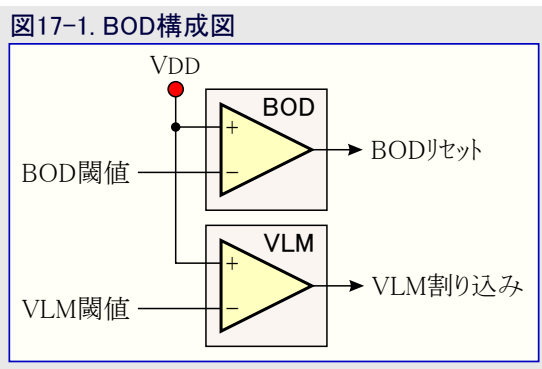 図17-1. BOD構成図
VDD
BOD
+
BOD閾値
−
BODリセット
VLM
+
VLM閾値
−
VLM割り込み